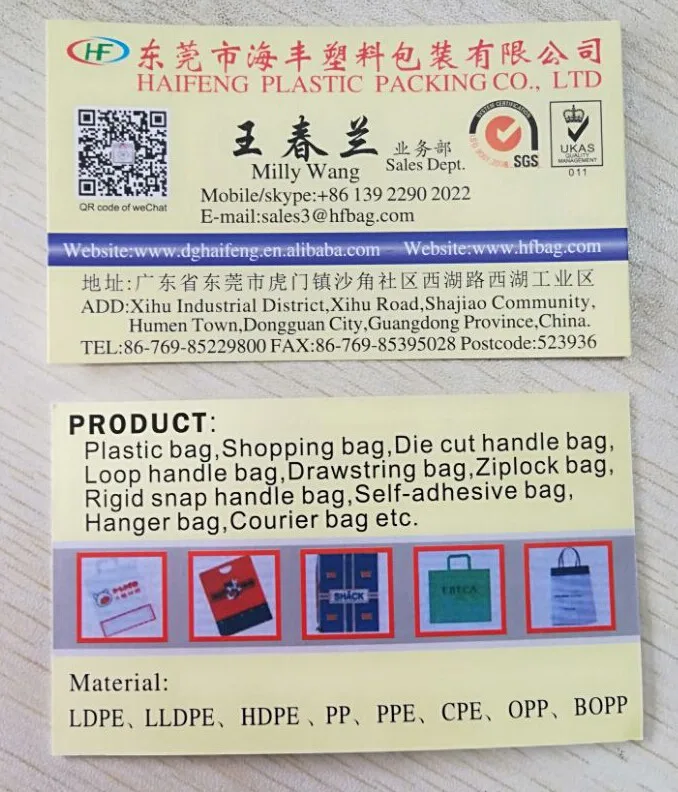 HF 东莞市海丰塑料包装有限公司
HAIFENG PLASTIC PACKING CO., LTD
王春兰 业务部
Milly Wang Sales Dept.
SYSTEM CERTIFICATION
SGS
UKAS
QUALITY
MANAGEMENT
011
QR code of weChat
Mobile/skype:+86 139 2290 2022
E-mail:sales3@hfbag.com
Website:www.dghaifeng.en.alibaba.com Website:www.hfbag.com
地址:广东省东莞市虎门镇沙角社区西湖路西湖工业区
ADD:Xihu Industrial District,Xihu Road,Shajiao Community,
Humen Town,Dongguan City,Guangdong Province,China.
TEL:86-769-85229800 FAX:86-769-85395028 Postcode:523936
PRODUCT:
Plastic bag,Shopping bag,Die cut handle bag,
Loop handle bag,Drawstring bag,Ziplock bag,
Rigid snap handle bag,Self-adhesive bag,
Hanger bag,Courier bag etc.
SHACK
Material:
LDPE、LLDPE、HDPE、PP、PPE、CPE、OPP、BOPP